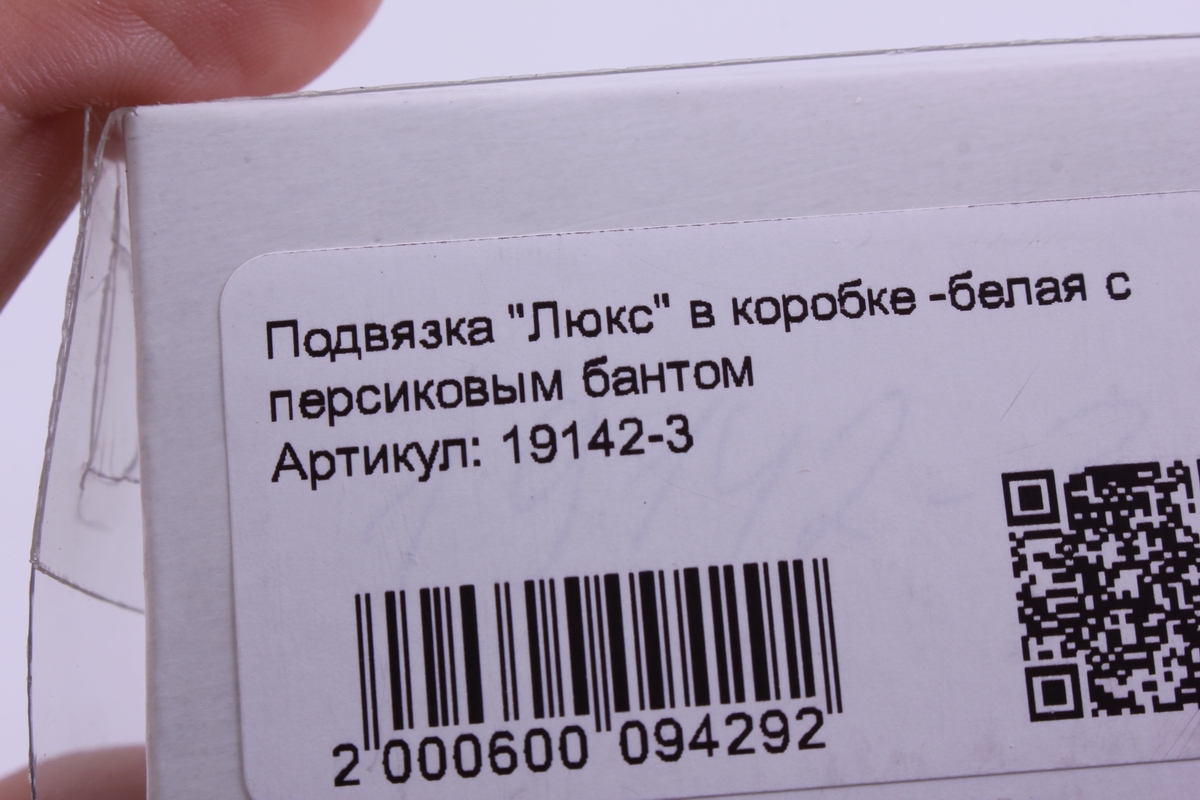 Подвязка "Люкс" в коробке -белая с
персиковым бантом
Артикул: 19142-3
2 000600 094292